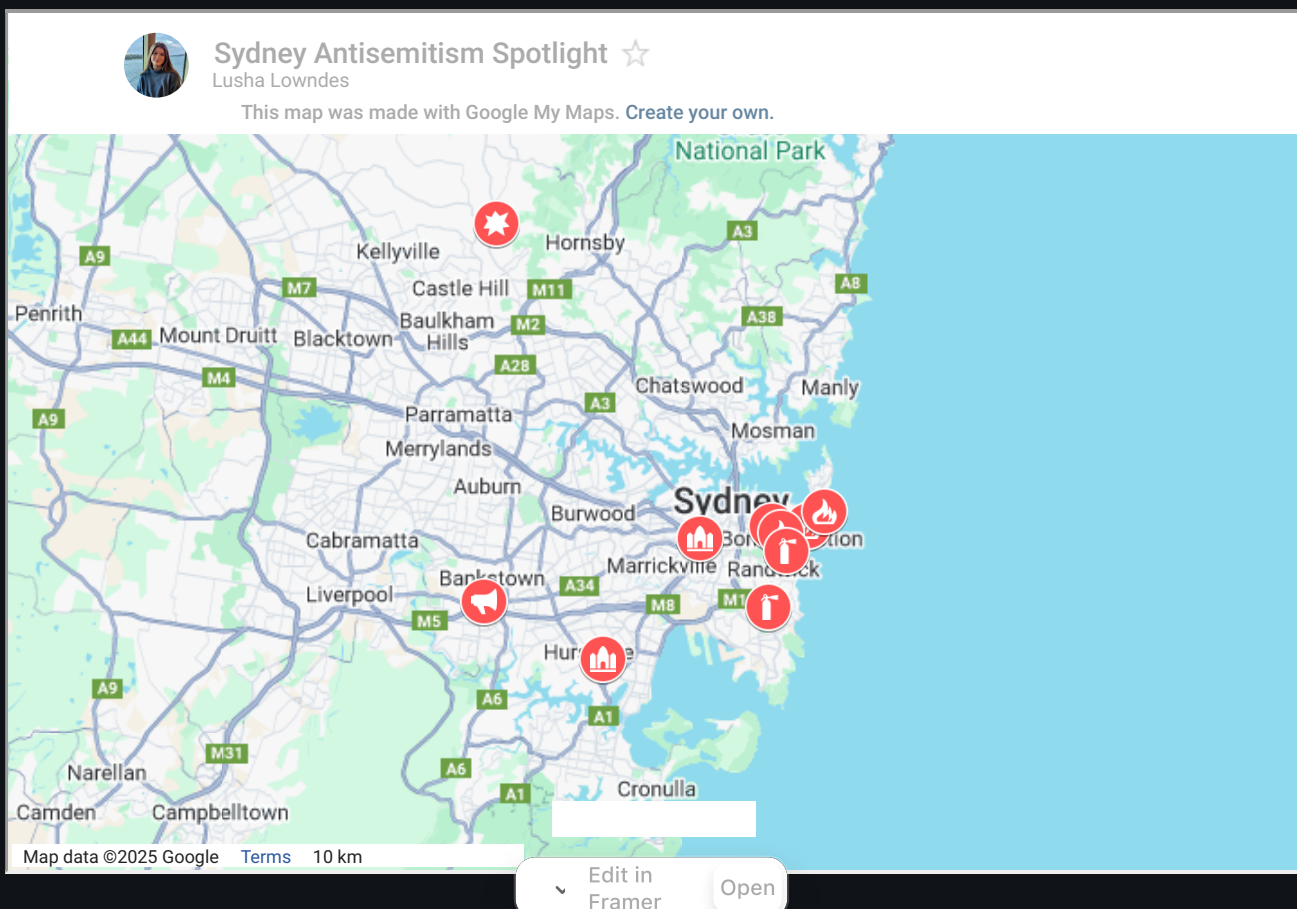 Sydney Antisemitism Spotlight
Lusha Lowndes
This map was made with Google My Maps. Create your own.
National Park
A3
Hornsby
Kellyville
A9
A8
M7
Castle Hill
M11
Penrith
A38
Baulkham
Hills
M2
A44
Mount Druitt
Blacktown
A28
M4
Chatswood
Manly
A3
A9
Parramatta
Mosman
Merrylands
Auburn
Sydney
Burwood
Cabramatta
Marrickville
Randwick
Bankstown
A34
Liverpool
M8
M1
M5
A9
A6
A1
M31
A6
Narellan
A1
Cronulla
Camden
Campbelltown
Map data ©2025 Google
Terms
10 km
Edit in
Framer
Open